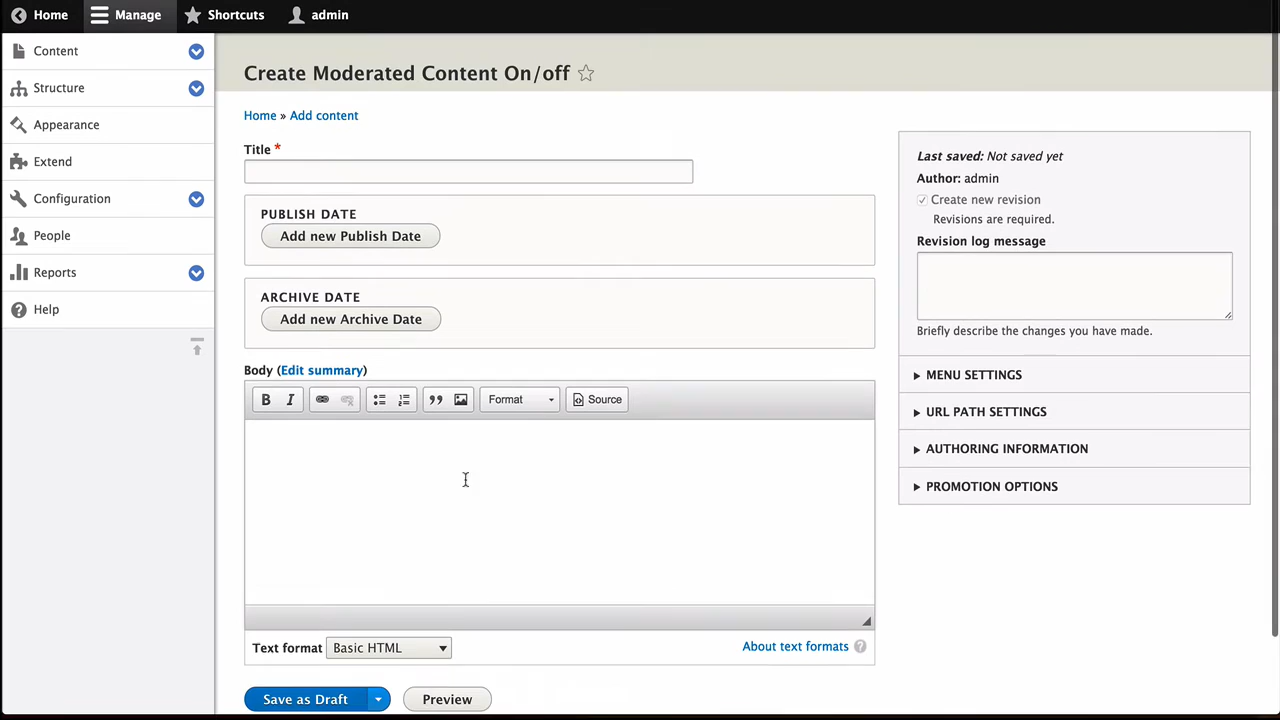 Home Manage Shortcuts admin
Content
Structure
Appearance
Extend
Configuration
People
Reports
Help
Create Moderated Content On/off
Home » Add content
Title *
PUBLISH DATE
Add new Publish Date
ARCHIVE DATE
Add new Archive Date
Body (Edit summary)
B I Format Source
Text format Basic HTML About text formats ?
Save as Draft Preview
Last saved: Not saved yet
Author: admin
Create new revision
Revisions are required.
Revision log message
Briefly describe the changes you have made.
MENU SETTINGS
URL PATH SETTINGS
AUTHORING INFORMATION
PROMOTION OPTIONS